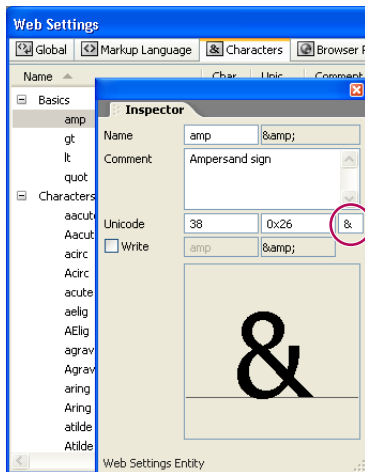 Web Settings
Global Markup Language & Characters Browser
Name Char Unic Comment
Basics
amp
gt
lt
quot
Characters
aacut
Aacut
acirc
Acirc
acute
aelig
AElig
agrav
Agrav
aring
Aring
atilde
Atilde
Inspector
Name amp &amp;
Comment Ampersand sign
Unicode 38 0x26 &
Write amp &amp;
&
Web Settings Entity